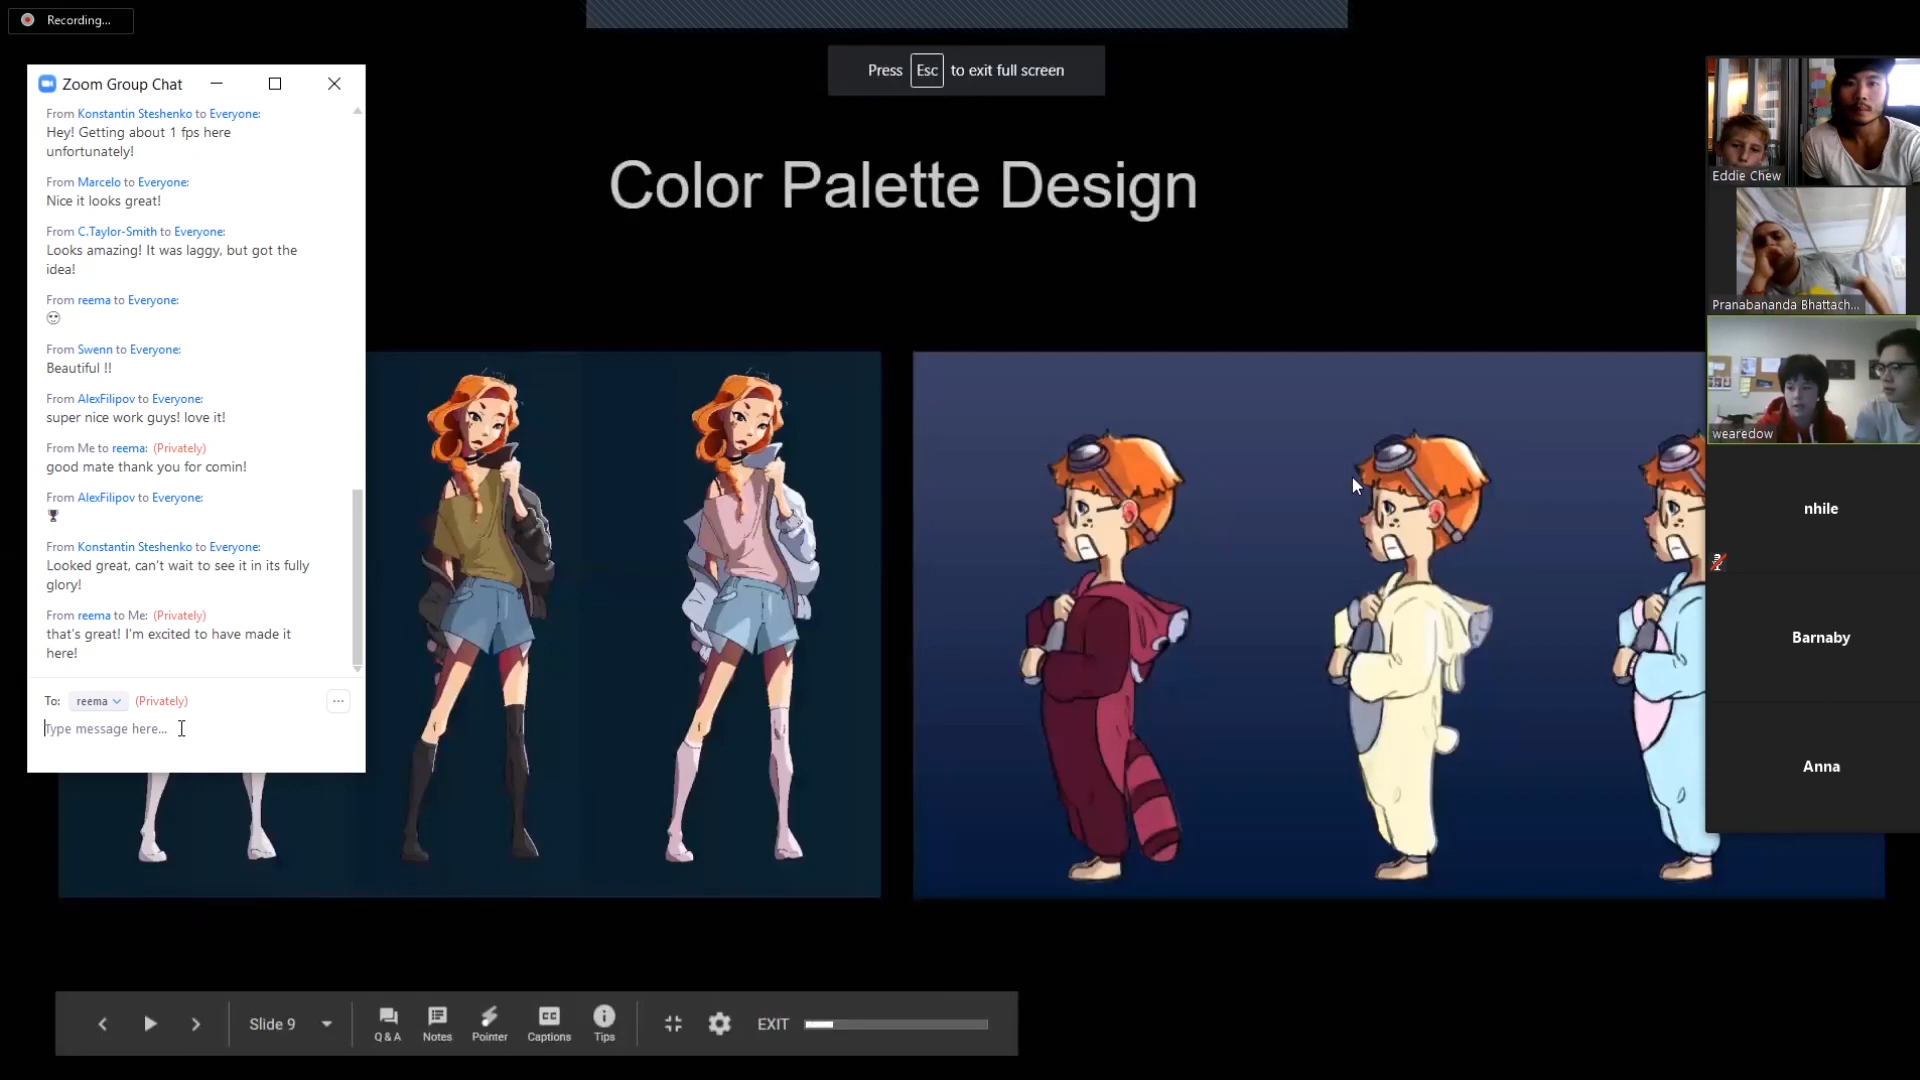 Recording...
Press Esc to exit full screen
Zoom Group Chat
From Konstantin Steshenko to Everyone:
Hey! Getting about 1 fps here
unfortunately!
From Marcelo to Everyone:
Nice it looks great!
From C.Taylor-Smith to Everyone:
Looks amazing! It was laggy, but got the
idea!
From reema to Everyone:
From Swenn to Everyone:
Beautiful !!
From AlexFilipov to Everyone:
super nice work guys! love it!
From Me to reema: (Privately)
good mate thank you for comin!
From AlexFilipov to Everyone:
From Konstantin Steshenko to Everyone:
Looked great, can't wait to see it in its fully
glory!
From reema to Me: (Privately)
that's great! I'm excited to have made it
here!
To: reema (Privately)
Type message here...
Color Palette Design
Eddie Chew
Pranabananda Bhattach...
wearedow
nhile
Barnaby
Anna
Slide 9
Q & A
Notes
Pointer
CC
Captions
Tips
EXIT